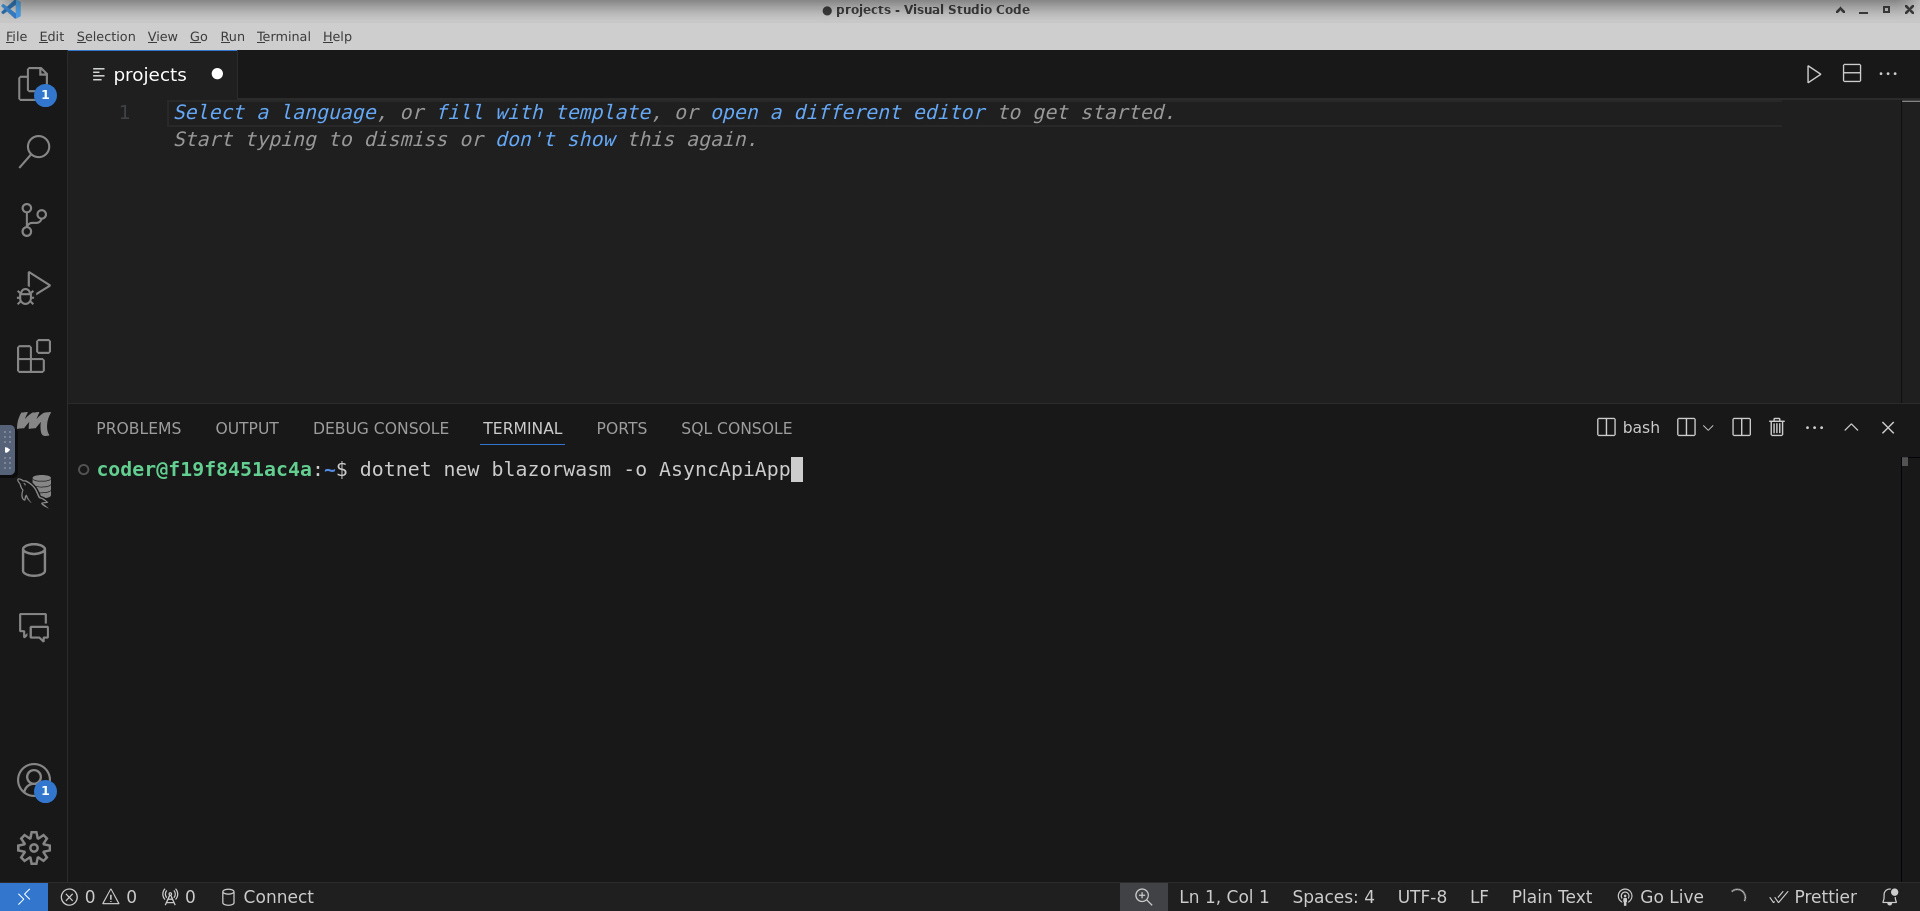 ● projects - Visual Studio Code
File Edit Selection View Go Run Terminal Help
projects
1 Select a language, or fill with template, or open a different editor to get started.
Start typing to dismiss or don't show this again.
1
PROBLEMS OUTPUT DEBUG CONSOLE TERMINAL PORTS SQL CONSOLE bash
coder@f19f8451ac4a:~$ dotnet new blazorwasm -o AsyncApiApp
1
0 0 0 Connect Ln 1, Col 1 Spaces: 4 UTF-8 LF Plain Text Go Live Prettier